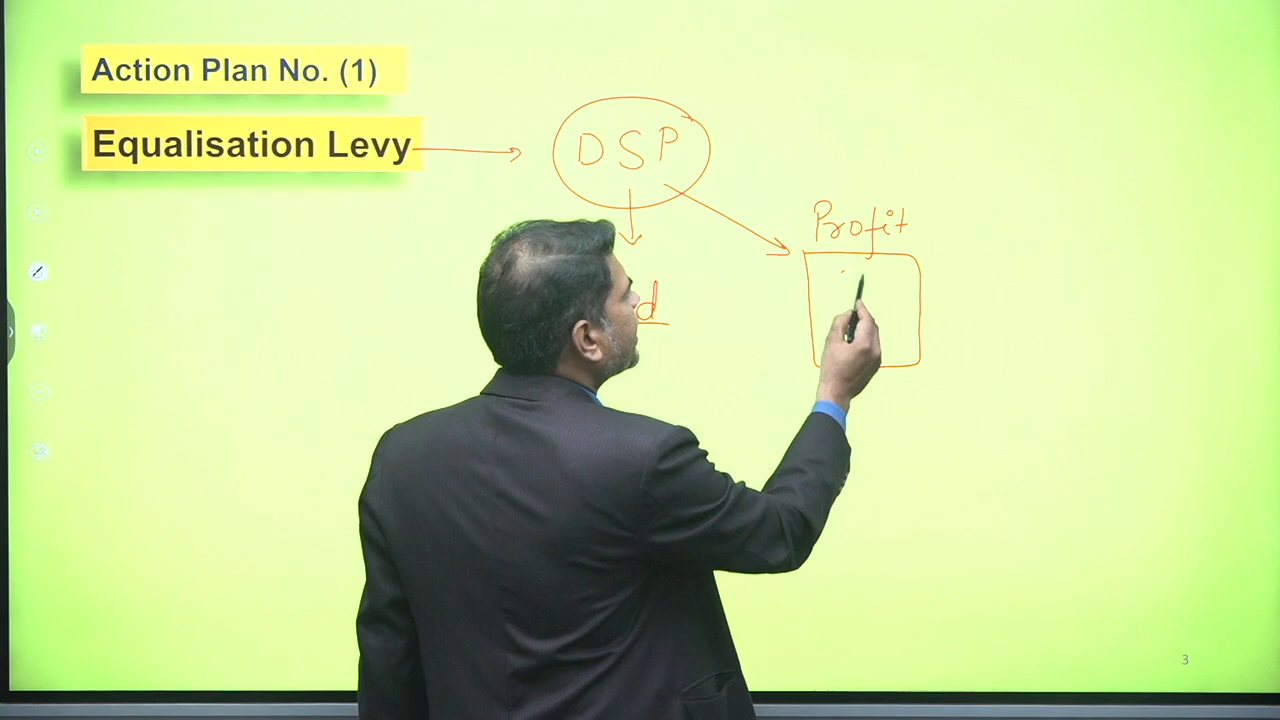 Action Plan No. (1)
Equalisation Levy
DSP
Profit
3